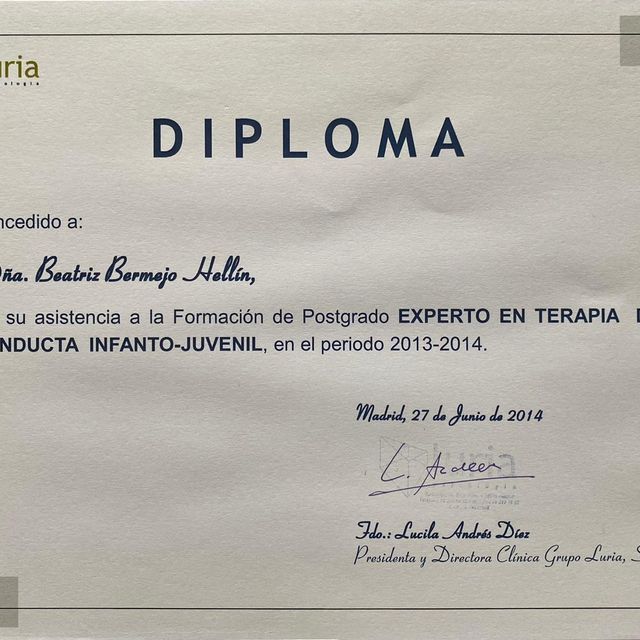 uria
ología
DIPLOMA
ncedido a:
ña. Beatriz Bermejo Hellín,
su asistencia a la Formación de Postgrado EXPERTO EN TERAPIA D
NDUCTA INFANTO-JUVENIL, en el periodo 2013-2014.
Madrid, 27 de Junio de 2014
luria
Fdo.: Lucila Andrés Díez
Presidenta y Directora Clínica Grupo Luria, S